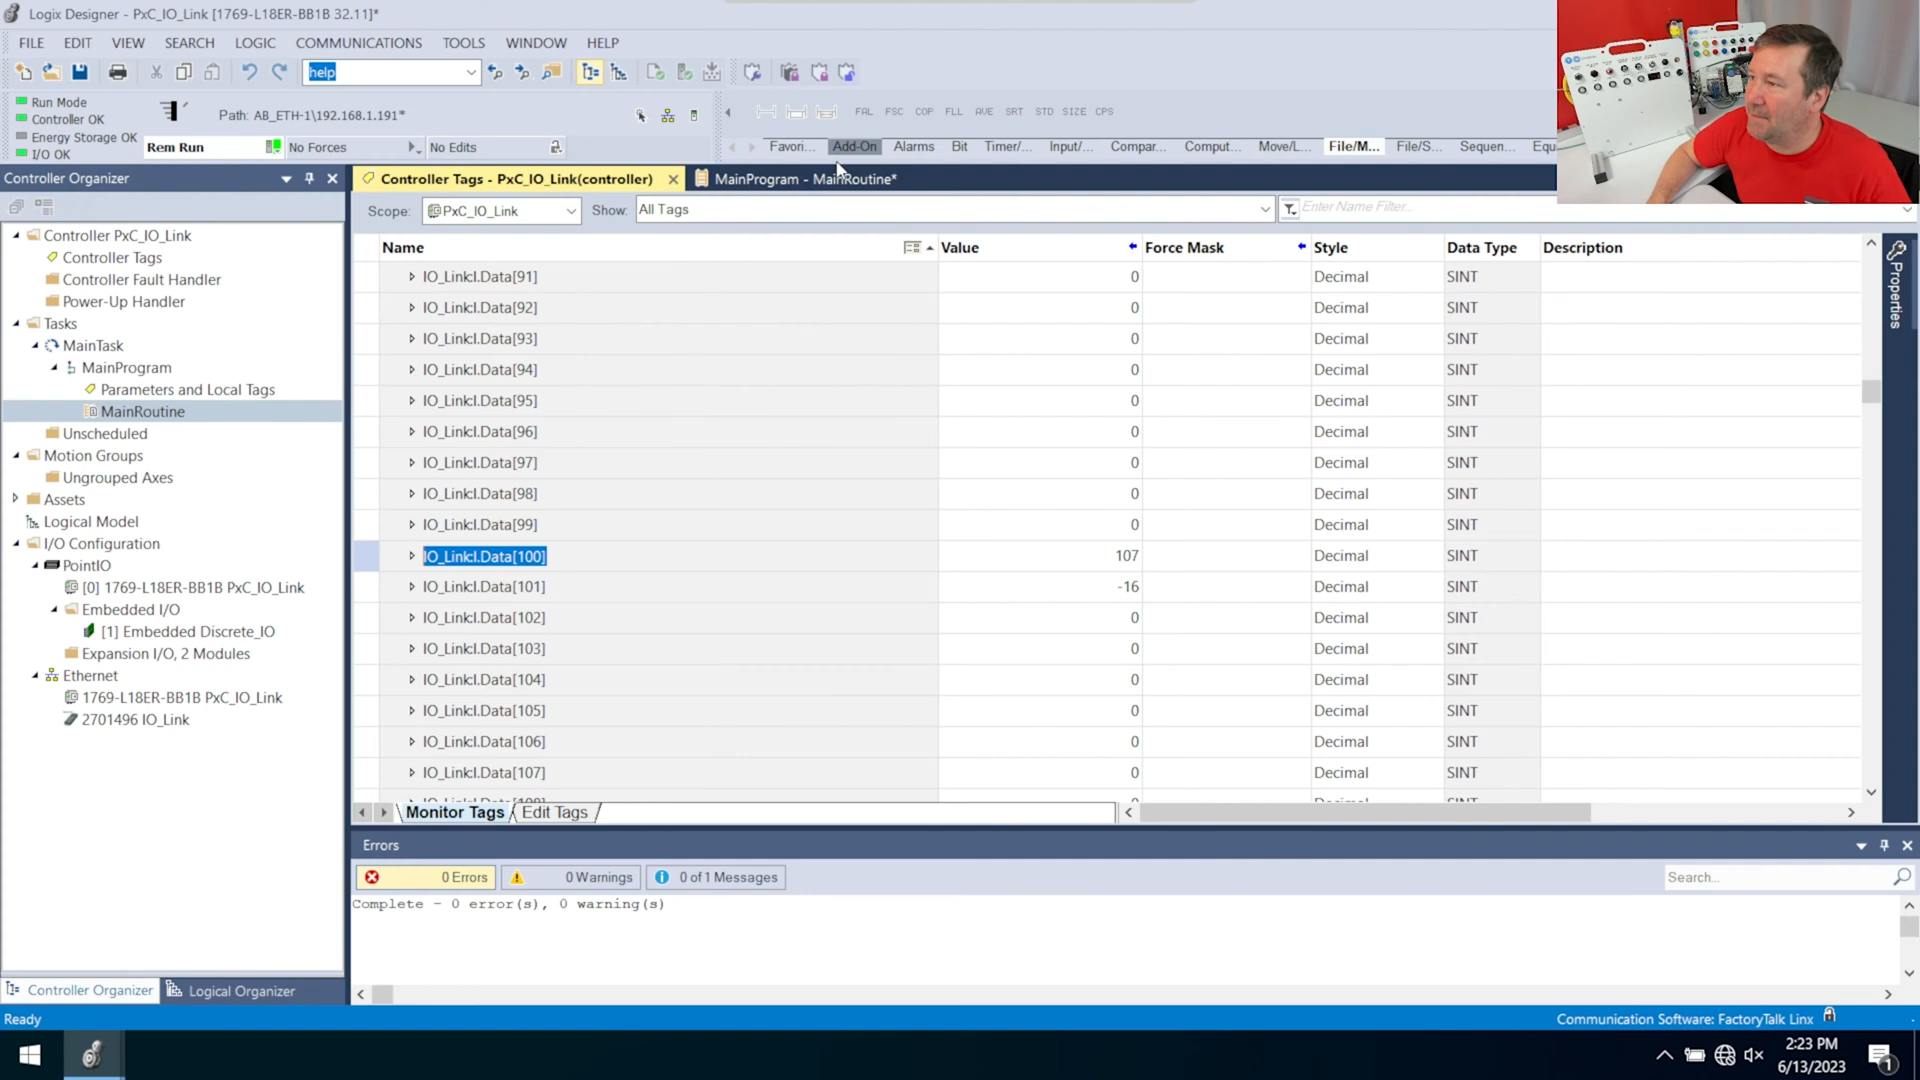 Logix Designer - PxC_IO_Link [1769-L18ER-BB1B 32.11]*
FILE EDIT VIEW SEARCH LOGIC COMMUNICATIONS TOOLS WINDOW HELP
help
Run Mode
Controller OK
Energy Storage OK
I/O OK
Path: AB_ETH-1\192.168.1.191*
Rem Run No Forces No Edits
FAL FSC COP FLL AVE SRT STD SIZE CPS
Favori... Add-On Alarms Bit Timer/... Input/... Compar... Comput... Move/L... File/M... File/S... Sequen... Equ
Controller Organizer
Controller PxC_IO_Link
Controller Tags
Controller Fault Handler
Power-Up Handler
Tasks
MainTask
MainProgram
Parameters and Local Tags
MainRoutine
Unscheduled
Motion Groups
Ungrouped Axes
Assets
Logical Model
I/O Configuration
PointIO
[0] 1769-L18ER-BB1B PxC_IO_Link
Embedded I/O
[1] Embedded Discrete_IO
Expansion I/O, 2 Modules
Ethernet
1769-L18ER-BB1B PxC_IO_Link
2701496 IO_Link
Controller Organizer Logical Organizer
Controller Tags - PxC_IO_Link(controller) MainProgram - MainRoutine*
Scope: PxC_IO_Link Show: All Tags Enter Name Filter...
Name Value Force Mask Style Data Type Description
IO_Link:I.Data[91] 0 Decimal SINT
IO_Link:I.Data[92] 0 Decimal SINT
IO_Link:I.Data[93] 0 Decimal SINT
IO_Link:I.Data[94] 0 Decimal SINT
IO_Link:I.Data[95] 0 Decimal SINT
IO_Link:I.Data[96] 0 Decimal SINT
IO_Link:I.Data[97] 0 Decimal SINT
IO_Link:I.Data[98] 0 Decimal SINT
IO_Link:I.Data[99] 0 Decimal SINT
IO_Link:I.Data[100] 107 Decimal SINT
IO_Link:I.Data[101] -16 Decimal SINT
IO_Link:I.Data[102] 0 Decimal SINT
IO_Link:I.Data[103] 0 Decimal SINT
IO_Link:I.Data[104] 0 Decimal SINT
IO_Link:I.Data[105] 0 Decimal SINT
IO_Link:I.Data[106] 0 Decimal SINT
IO_Link:I.Data[107] 0 Decimal SINT
Monitor Tags Edit Tags
Properties
Errors
0 Errors 0 Warnings 0 of 1 Messages Search...
Complete - 0 error(s), 0 warning(s)
Ready Communication Software: FactoryTalk Linx
2:23 PM
6/13/2023
1